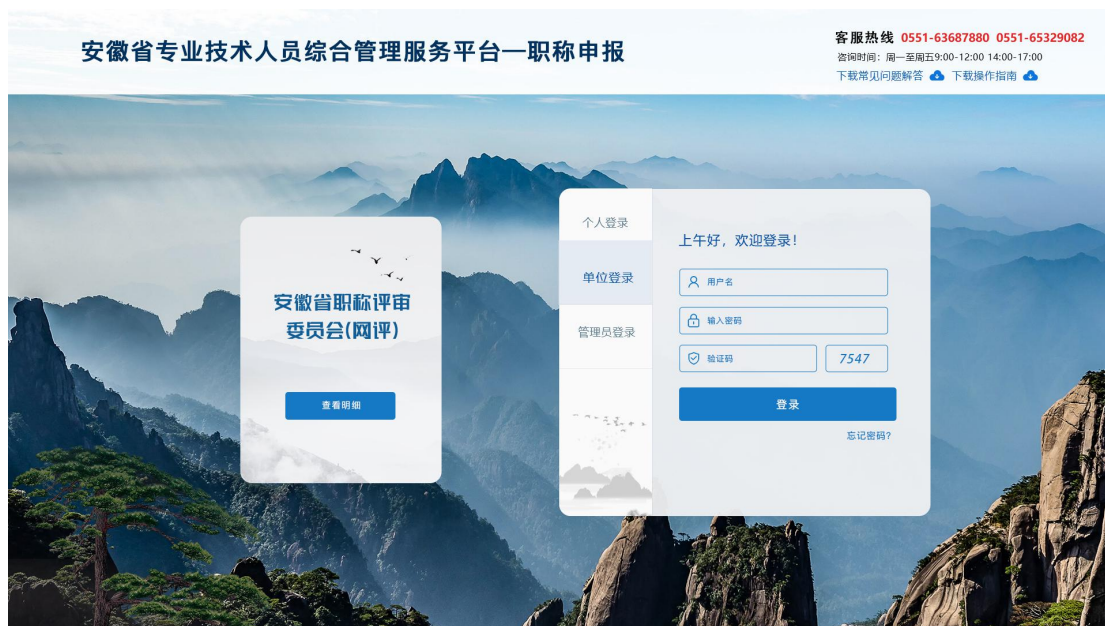 安徽省专业技术人员综合管理服务平台—职称申报
客服热线 0551-63687880 0551-65329082
咨询时间：周一至周五9:00-12:00 14:00-17:00
下载常见问题解答 下载操作指南
安徽省职称评审
委员会(网评)
查看明细
个人登录
单位登录
管理员登录
上午好，欢迎登录！
用户名
输入密码
验证码 7547
登录
忘记密码?